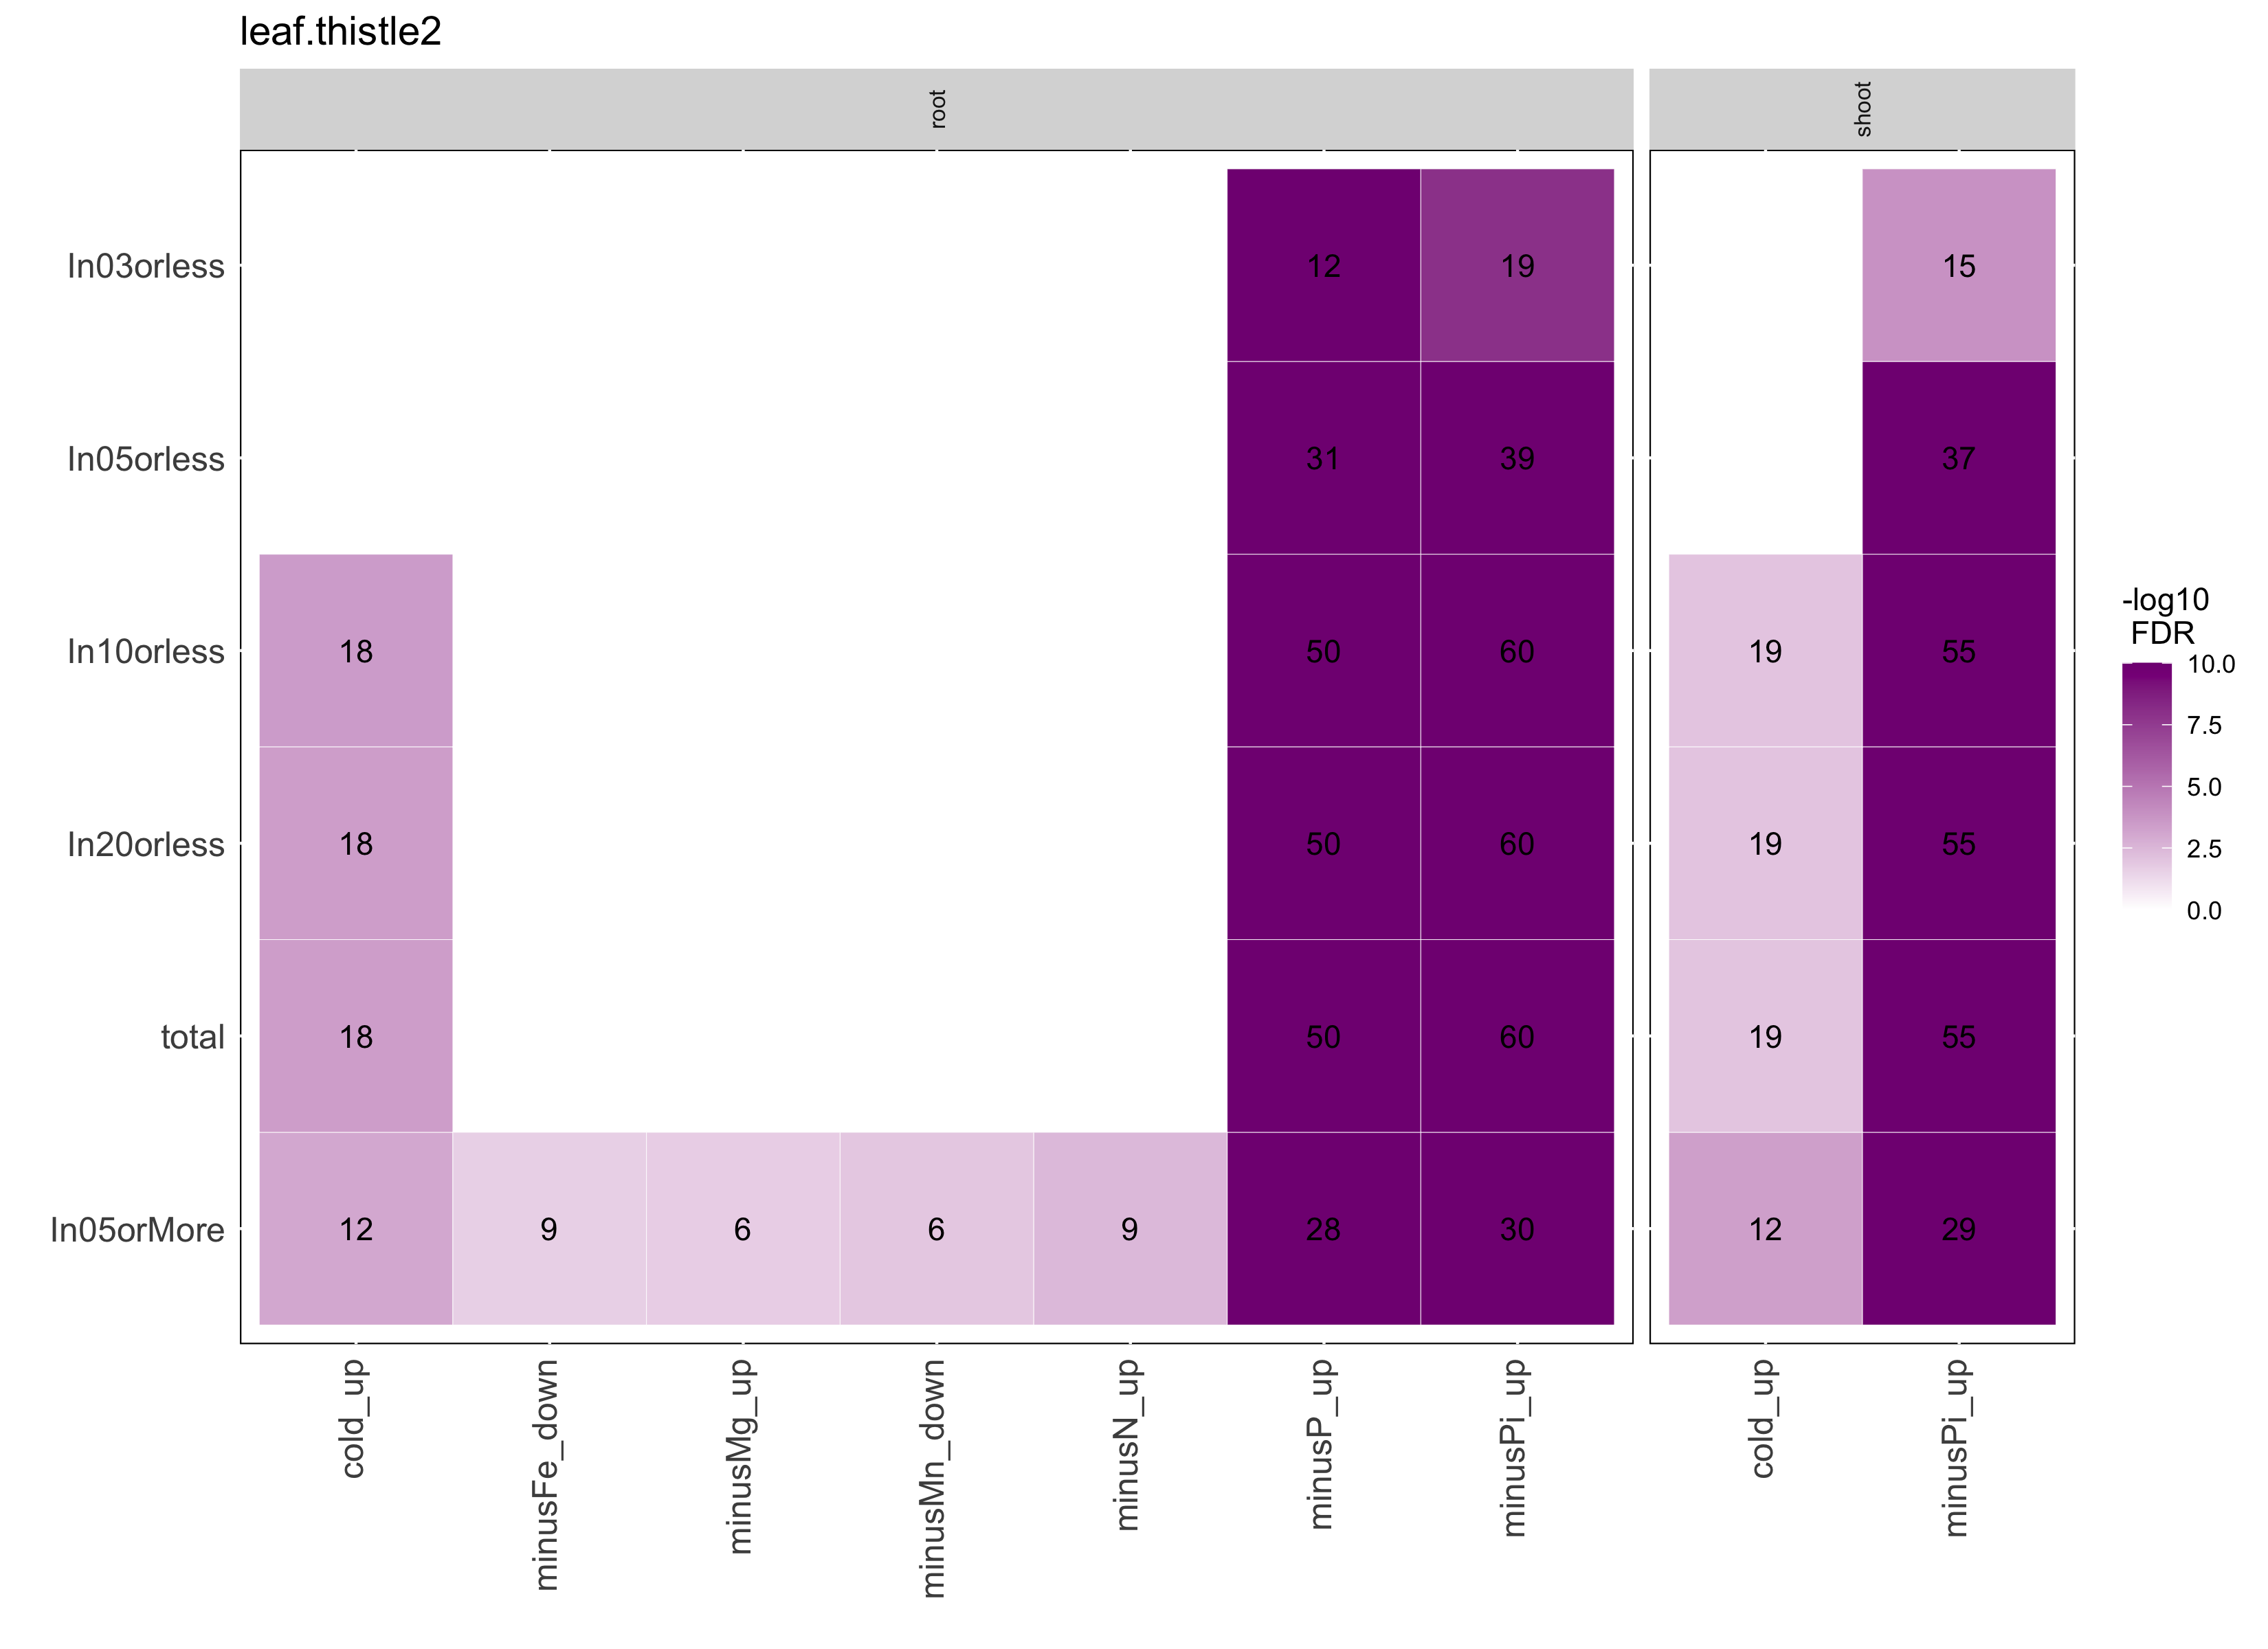 leaf.thistle2
root
shoot
In03orless
12 19 15
In05orless
31 39 37
In10orless
18 50 60 19 55
In20orless
18 50 60 19 55
total
18 50 60 19 55
In05orMore
12 9 6 6 9 28 30 12 29
cold_up
minusFe_down
minusMg_up
minusMn_down
minusN_up
minusP_up
minusPi_up
cold_up
minusPi_up
-log10
FDR
10.0
7.5
5.0
2.5
0.0